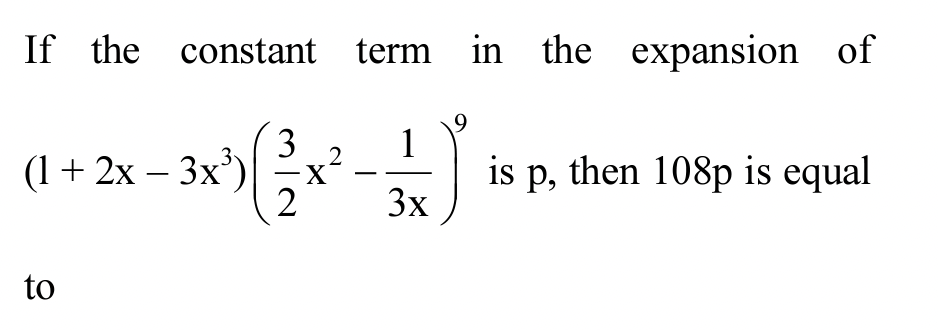 If the constant term in the expansion of
(1 + 2x – 3x³)(3/2 x² – 1/3x)⁹ is p, then 108p is equal
to